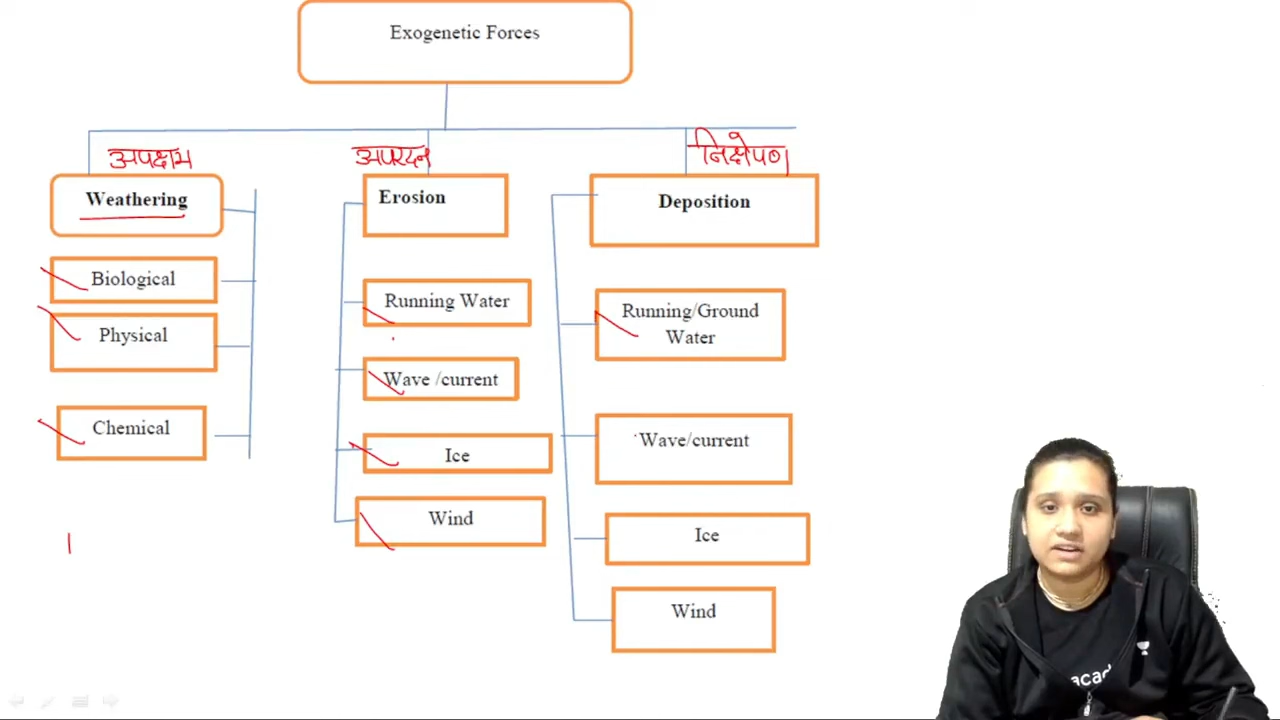 Exogenetic Forces
अपक्षाभ
Weathering
Biological
Physical
Chemical
अपरदन
Erosion
Running Water
Wave /current
Ice
Wind
निक्षेपण
Deposition
Running/Ground
Water
Wave/current
Ice
Wind
acad